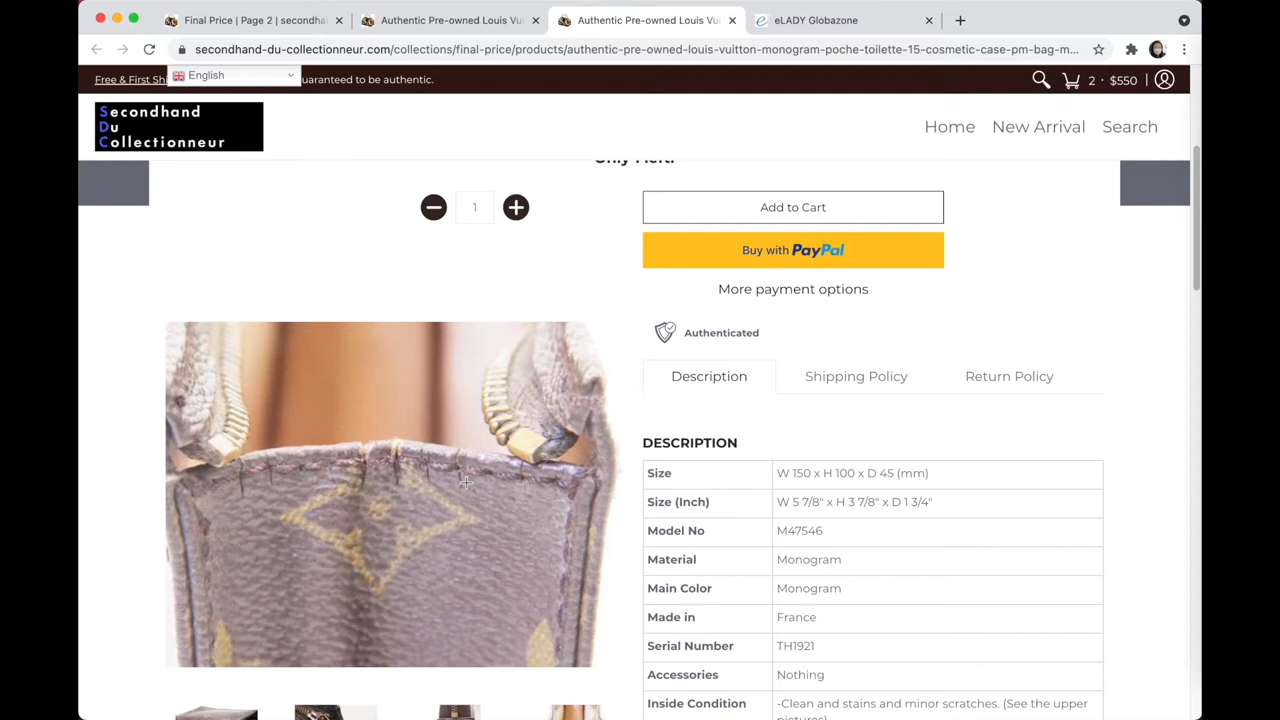 Final Price | Page 2 | secondha
Authentic Pre-owned Louis Vui
Authentic Pre-owned Louis Vui
eLADY Globazone
secondhand-du-collectionneur.com/collections/final-price/products/authentic-pre-owned-louis-vuitton-monogram-poche-toilette-15-cosmetic-case-pm-bag-m...
Free & First Shi
English
uaranteed to be authentic.
2 · $550
Secondhand
Du
Collectionneur
Home
New Arrival
Search
Only 1 left!
1
Add to Cart
Buy with PayPal
More payment options
Authenticated
Description
Shipping Policy
Return Policy
DESCRIPTION
Size W 150 x H 100 x D 45 (mm)
Size (Inch) W 5 7/8" x H 3 7/8" x D 1 3/4"
Model No M47546
Material Monogram
Main Color Monogram
Made in France
Serial Number TH1921
Accessories Nothing
Inside Condition -Clean and stains and minor scratches. (See the upper
pictures)